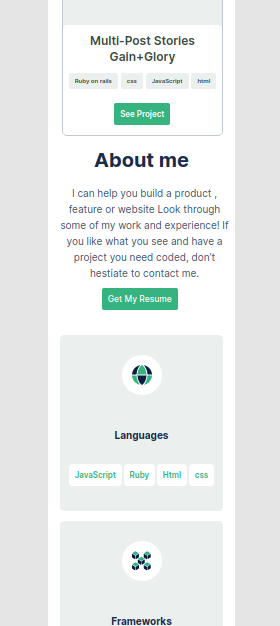 Multi-Post Stories
Gain+Glory
Ruby on rails css JavaScript html
See Project
About me
I can help you build a product ,
feature or website Look through
some of my work and experience! If
you like what you see and have a
project you need coded, don't
hestiate to contact me.
Get My Resume
Languages
JavaScript Ruby Html css
Frameworks